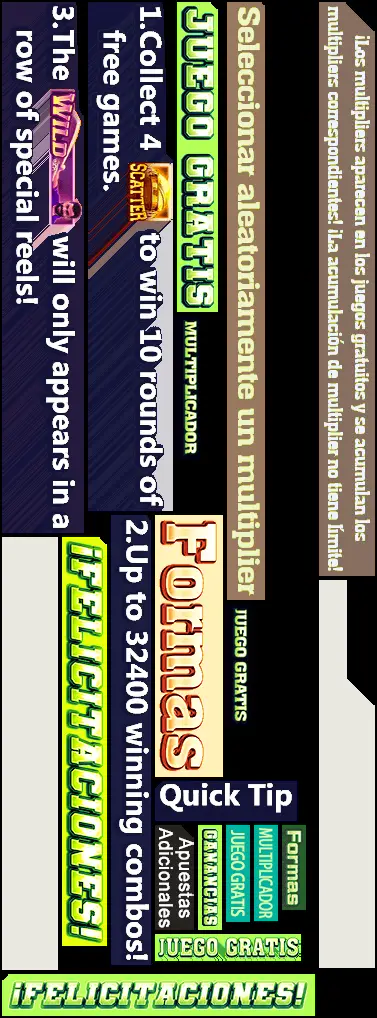 ¡Los multipliers aparecen en los juegos gratuitos y se acumulan los
multipliers correspondientes! ¡La acumulación de multiplier no tiene límite!
Seleccionar aleatoriamente un multiplier
JUEGO GRATIS
MULTIPLICADOR
JUEGO GRATIS
1.Collect 4 SCATTER to win 10 rounds of
free games.
3.The WILD will only appears in a
row of special reels!
Formas
2.Up to 32400 winning combos!
¡FELICITACIONES!
Quick Tip
Formas
MULTIPLICADOR
JUEGO GRATIS
GANANCIAS
Apuestas
Adicionales
JUEGO GRATIS
¡FELICITACIONES!